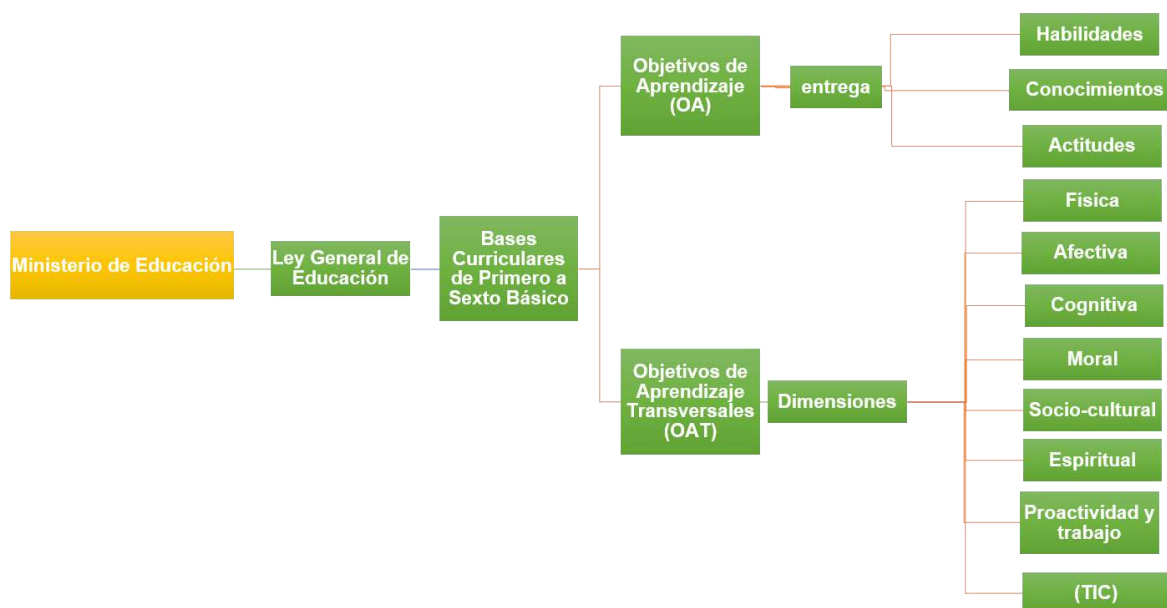 Ministerio de Educación
Ley General de
Educación
Bases
Curriculares
de Primero a
Sexto Básico
Objetivos de
Aprendizaje
(OA)
entrega
Habilidades
Conocimientos
Actitudes
Objetivos de
Aprendizaje
Transversales
(OAT)
Dimensiones
Física
Afectiva
Cognitiva
Moral
Socio-cultural
Espiritual
Proactividad y
trabajo
(TIC)